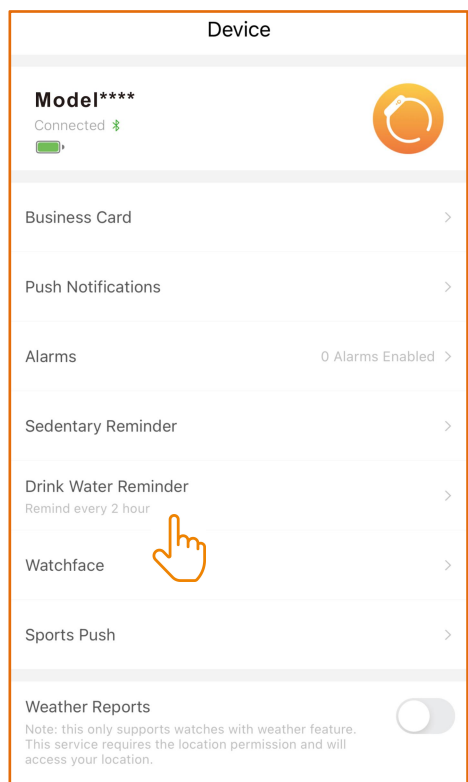 Device
Model****
Connected
Business Card
Push Notifications
Alarms
0 Alarms Enabled
Sedentary Reminder
Drink Water Reminder
Remind every 2 hour
Watchface
Sports Push
Weather Reports
Note: this only supports watches with weather feature.
This service requires the location permission and will
access your location.